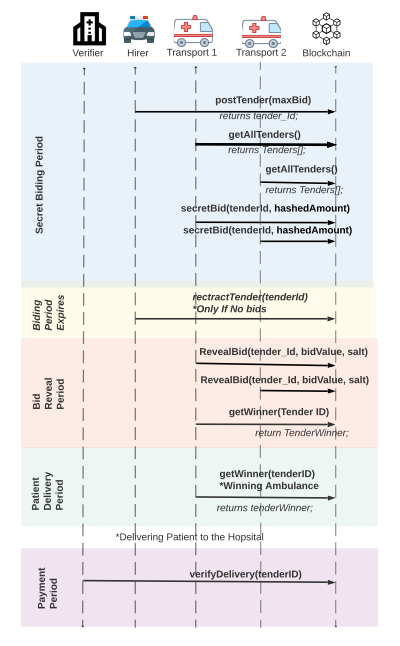 Verifier Hirer Transport 1 Transport 2 Blockchain
Secret Biding Period
postTender(maxBid)
returns tender_Id;
getAllTenders()
returns Tenders[];
getAllTenders()
returns Tenders[];
secretBid(tenderId, hashedAmount)
secretBid(tenderId, hashedAmount)
Biding
Period
Expires
rectractTender(tenderId)
*Only If No bids
Bid
Reveal
Period
RevealBid(tender_Id, bidValue, salt)
RevealBid(tender_Id, bidValue, salt)
getWinner(Tender ID)
return TenderWinner;
Patient
Delivery
Period
getWinner(tenderID)
*Winning Ambulance
returns tenderWinner;
*Delivering Patient to the Hopsital
Payment
Period
verifyDelivery(tenderID)